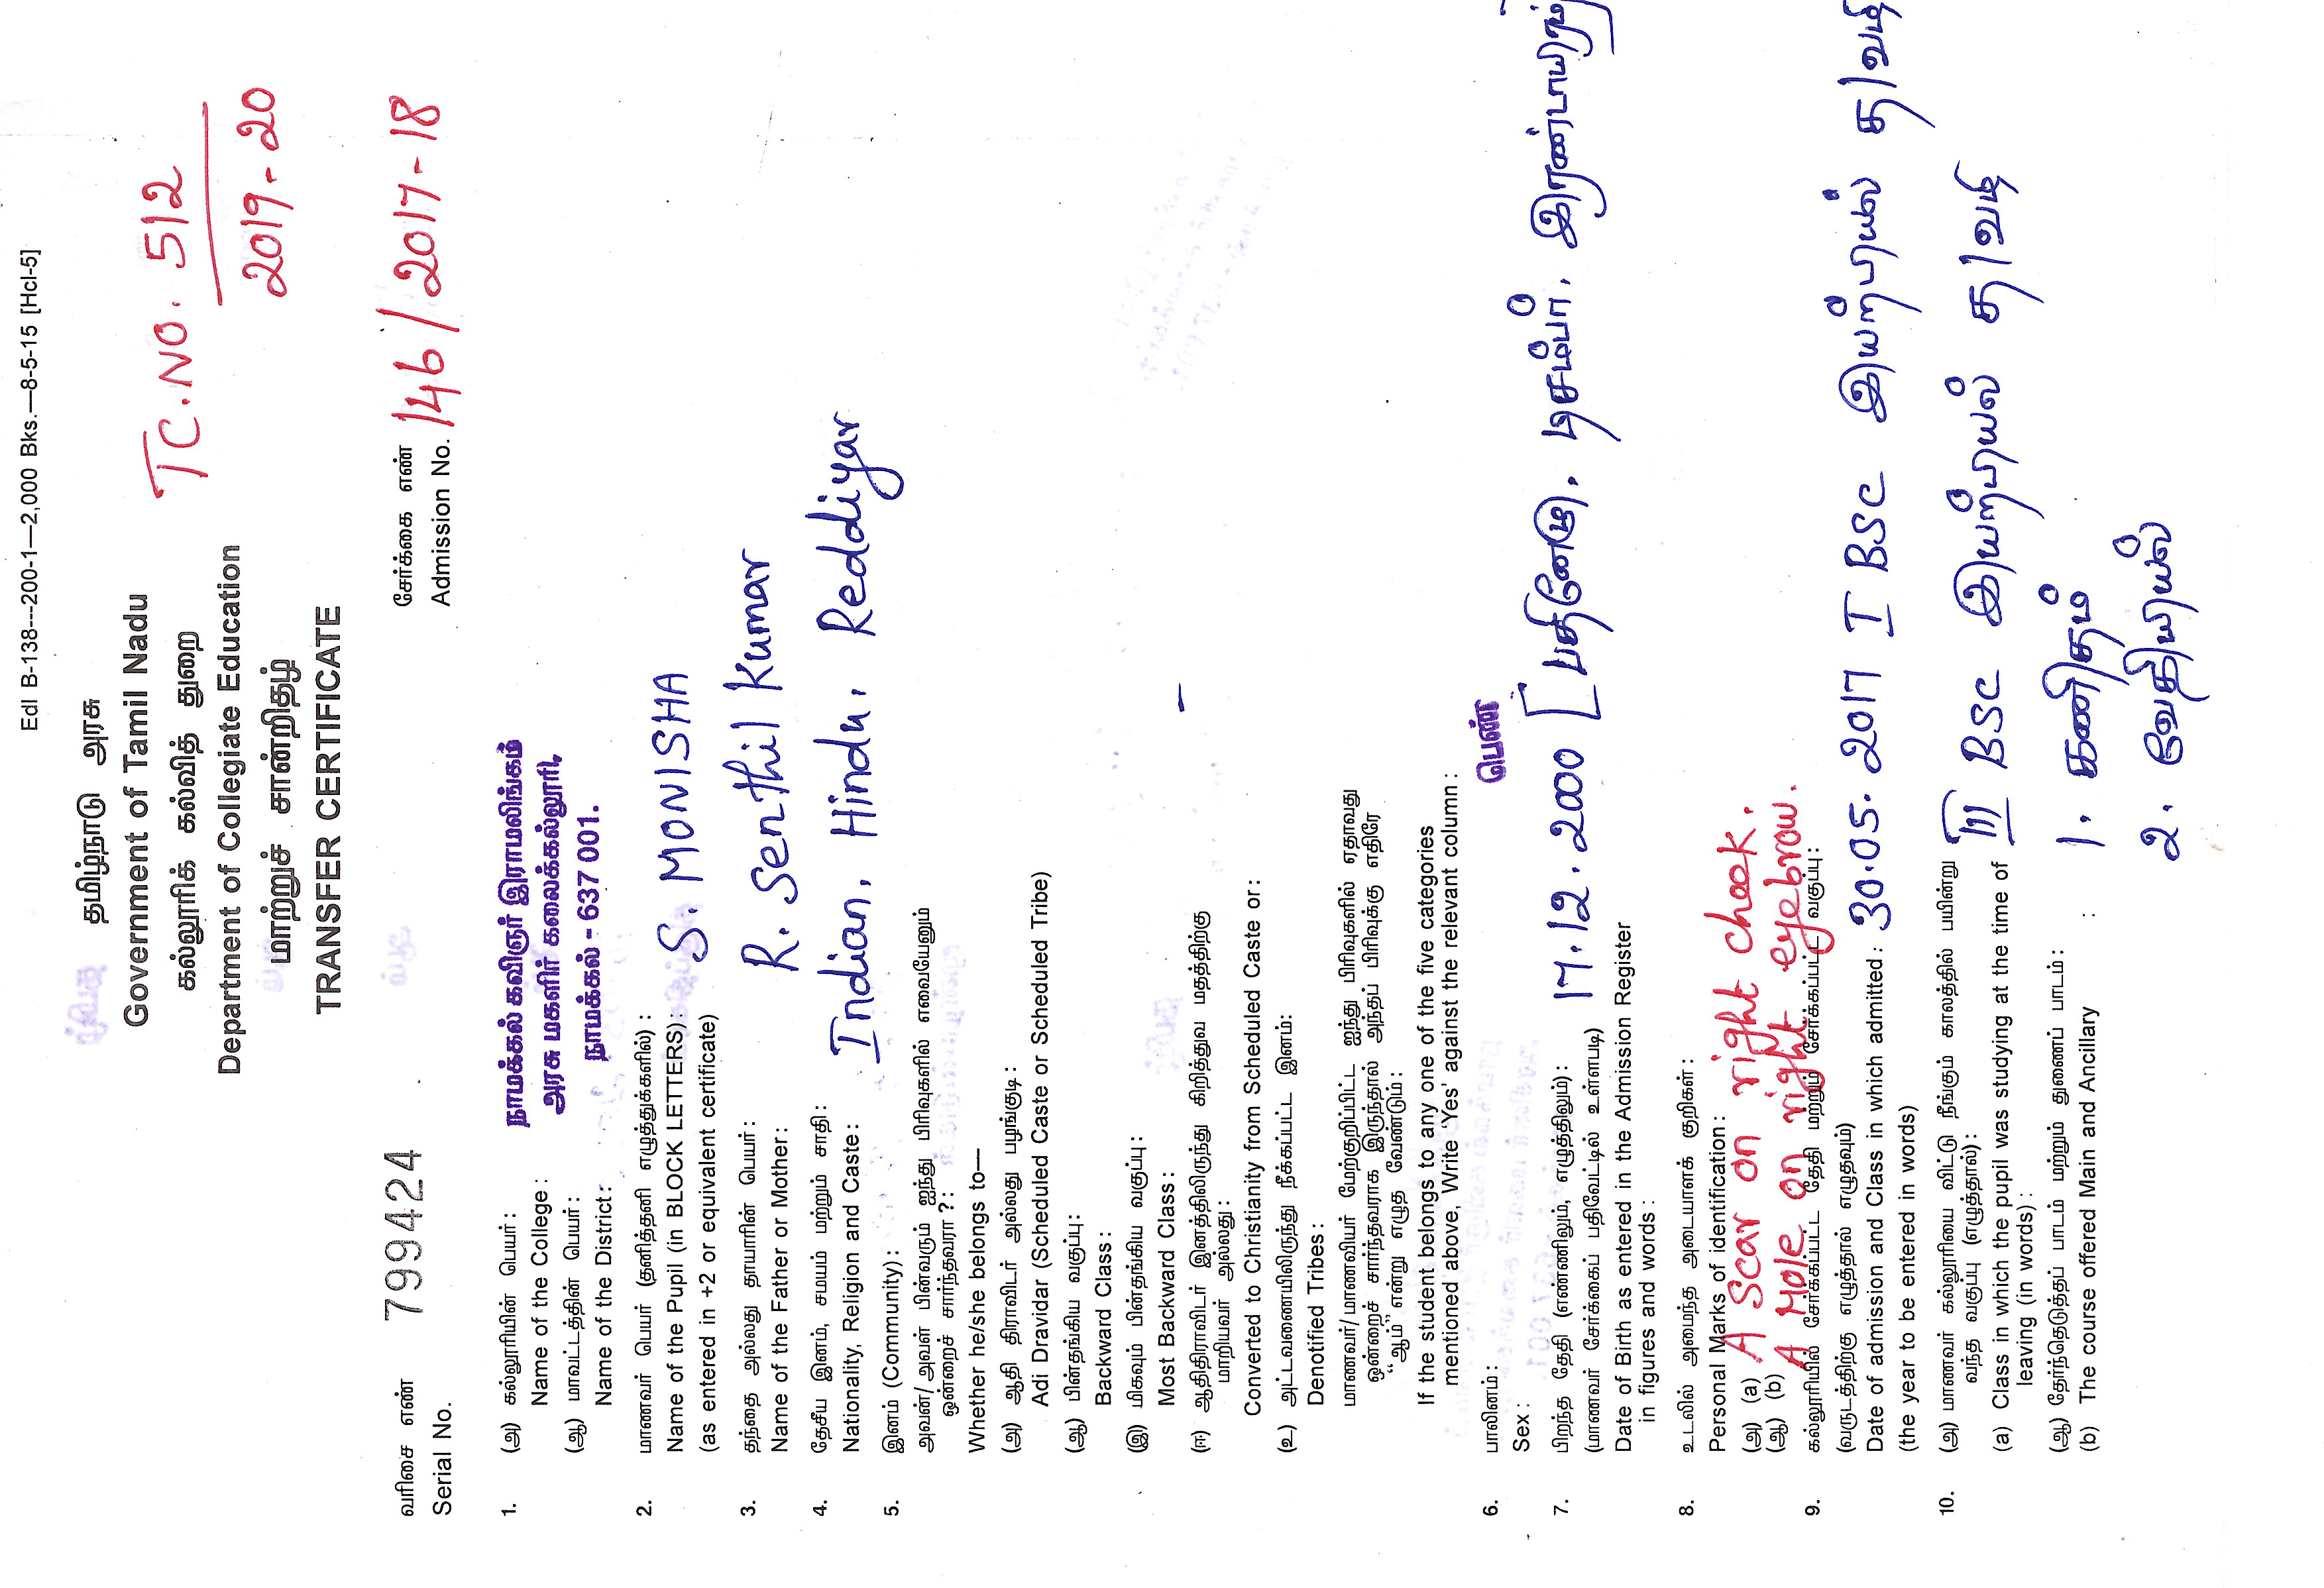 Edl B-138—200-1—2,000 Bks.—8-5-15 [Hcl-5]
தமிழ்நாடு அரசு
Government of Tamil Nadu
கல்லூரிக் கல்வித் துறை
Department of Collegiate Education
மாற்றுச் சான்றிதழ்
TRANSFER CERTIFICATE
TC.NO. 512
2019-20
வரிசை எண்
Serial No. 799424
சேர்க்கை எண்
Admission No. 146/2017-18
1. (அ) கல்லூரியின் பெயர் : நாமக்கல் கவிஞர் இராமலிங்கம்
Name of the College : அரசு மகளிர் கலைக்கல்லூரி,
(ஆ) மாவட்டத்தின் பெயர் : நாமக்கல் - 637 001.
Name of the District :
2. மாணவர் பெயர் (தனித்தனி எழுத்துக்களில்) :
Name of the Pupil (in BLOCK LETTERS) : S. MONISHA
(as entered in +2 or equivalent certificate)
3. தந்தை அல்லது தாயாரின் பெயர் :
Name of the Father or Mother : R. Senthil Kumar
4. தேசீய இனம், சமயம் மற்றும் சாதி :
Nationality, Religion and Caste : Indian, Hindu, Reddiyar
5. இனம் (Community) :
அவன்/அவள் பின்வரும் ஐந்து பிரிவுகளில் எவையேனும்
ஒன்றைச் சார்ந்தவரா ? :
Whether he/she belongs to—
(அ) ஆதி திராவிடர் அல்லது பழங்குடி :
Adi Dravidar (Scheduled Caste or Scheduled Tribe)
(ஆ) பின்தங்கிய வகுப்பு :
Backward Class :
(இ) மிகவும் பின்தங்கிய வகுப்பு :
Most Backward Class : -
(ஈ) ஆதிதிராவிடர் இனத்திலிருந்து கிறித்துவ மதத்திற்கு
மாறியவர் அல்லது :
Converted to Christianity from Scheduled Caste or :
(உ) அட்டவணையிலிருந்து நீக்கப்பட்ட இனம் :
Denotified Tribes :
மாணவர்/மாணவியர் மேற்குறிப்பிட்ட ஐந்து பிரிவுகளில் ஏதாவது
ஒன்றைச் சார்ந்தவராக இருந்தால் அந்தப் பிரிவுக்கு எதிரே
“ஆம்” என்று எழுத வேண்டும் :
If the student belongs to any one of the five categories
mentioned above, Write ‘Yes’ against the relevant column :
6. பாலினம் : பெண்
Sex :
7. பிறந்த தேதி (எண்ணிலும், எழுத்திலும்) : 17.12.2000 [பதினேழு, டிசம்பர், இரண்டாயிரம்
(மாணவர் சேர்க்கைப் பதிவேட்டில் உள்ளபடி)
Date of Birth as entered in the Admission Register
in figures and words :
8. உடலில் அமைந்த அடையாளக் குறிகள் :
Personal Marks of identification :
(அ) (a) A Scar on right cheek.
(ஆ) (b) A Mole on right eyebrow.
9. கல்லூரியில் சேர்க்கப்பட்ட தேதி மற்றும் சேர்க்கப்பட்ட வகுப்பு :
(வருடத்திற்கு எழுத்தால் எழுதவும்)
Date of admission and Class in which admitted : 30.05.2017 I BSC இயற்பியல் த/வழி
(the year to be entered in words)
10. (அ) மாணவர் கல்லூரியை விட்டு நீங்கும் காலத்தில் பயின்று
வந்த வகுப்பு (எழுத்தால்) :
(a) Class in which the pupil was studying at the time of III BSC இயற்பியல் த/வழி
leaving (in words) :
(ஆ) தேர்ந்தெடுத்தப் பாடம் மற்றும் துணைப் பாடம் : 1. கணிதம்
(b) The course offered Main and Ancillary :
2. வேதியியல்